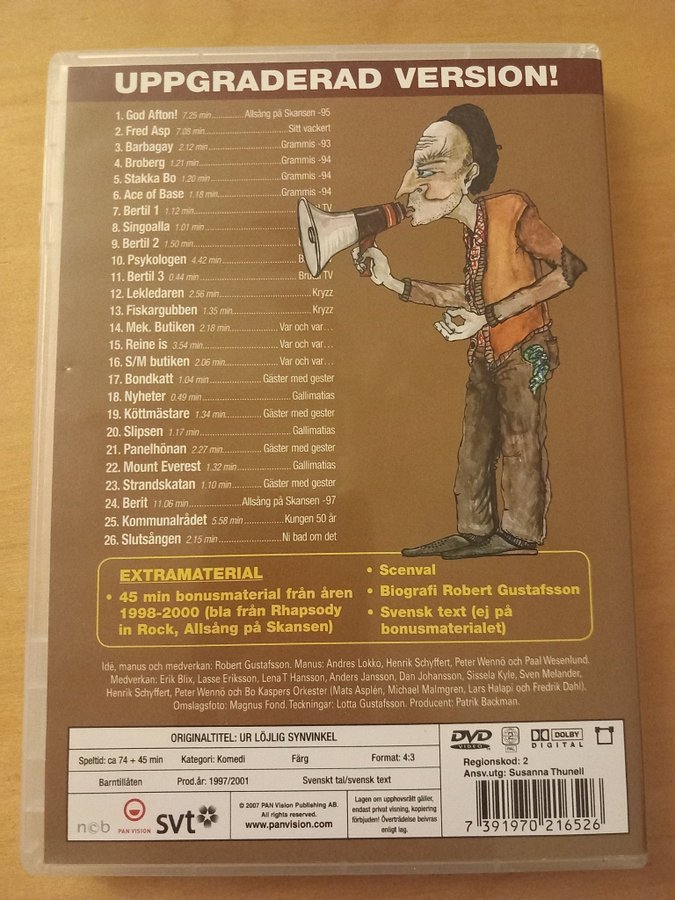 UPPGRADERAD VERSION!
1. God Afton! 7.25 min Allsång på Skansen -95
2. Fred Asp 7.08 min Sitt vackert
3. Barbagay 2.12 min Grammis -93
4. Broberg 1.21 min Grammis -94
5. Stakka Bo 1.20 min Grammis -94
6. Ace of Base 1.18 min Grammis -94
7. Bertil 1 1.12 min TV
8. Singoalla 1.01 min
9. Bertil 2 1.50 min
10. Psykologen 4.42 min
11. Bertil 3 0.44 min TV
12. Lekledaren 2.56 min Kryzz
13. Fiskargubben 1.35 min Kryzz
14. Mek. Butiken 2.18 min Var och var...
15. Reine is 3.54 min Var och var...
16. S/M butiken 2.06 min Var och var...
17. Bondkatt 1.04 min Gäster med gester
18. Nyheter 0.49 min Gallimatias
19. Köttmästare 1.34 min Gäster med gester
20. Slipsen 1.17 min Gallimatias
21. Panelhönan 2.27 min Gäster med gester
22. Mount Everest 1.32 min Gallimatias
23. Strandskatan 1.10 min Gäster med gester
24. Berit 11.06 min Allsång på Skansen -97
25. Kommunalrådet 5.58 min Kungen 50 år
26. Slutsången 2.15 min Ni bad om det
EXTRAMATERIAL
• 45 min bonusmaterial från åren
1998-2000 (bla från Rhapsody
in Rock, Allsång på Skansen)
• Scenval
• Biografi Robert Gustafsson
• Svensk text (ej på
bonusmaterialet)
Idé, manus och medverkan: Robert Gustafsson. Manus: Andres Lokko, Henrik Schyffert, Peter Wennö och Paal Wesenlund.
Medverkan: Erik Blix, Lasse Eriksson, Lena T Hansson, Anders Jansson, Dan Johansson, Sissela Kyle, Sven Melander,
Henrik Schyffert, Peter Wennö och Bo Kaspers Orkester (Mats Asplén, Michael Malmgren, Lars Halapi och Fredrik Dahl).
Omslagsfoto: Magnus Fond. Teckningar: Lotta Gustafsson. Producent: Patrik Backman.
ORIGINALTITEL: UR LÖJLIG SYNVINKEL
Speltid: ca 74 + 45 min Kategori: Komedi Färg Format: 4:3
Barntillåten Prod.år: 1997/2001 Svenskt tal/svensk text
ncb
PAN VISION
svt
© 2007 PAN Vision Publishing AB.
All rights reserved.
www.panvision.com
Lagen om upphovsrätt gäller,
endast privat visning, kopiering
förbjuden! Överträdelse beivras
enligt lag.
DVD
VIDEO
2
PAL
DOLBY
DIGITAL
Regionskod: 2
Ansv.utg: Susanna Thunell
7 391970 216526